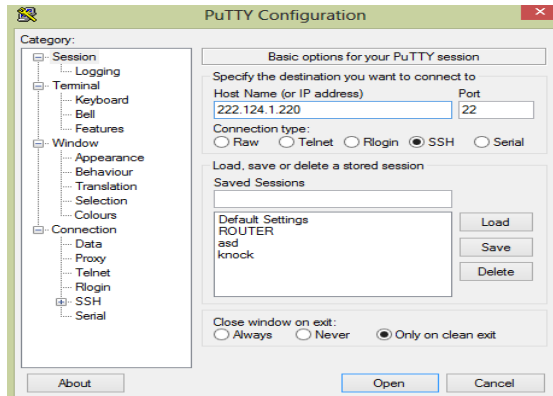 PuTTY Configuration
Category:
Session
Logging
Terminal
Keyboard
Bell
Features
Window
Appearance
Behaviour
Translation
Selection
Colours
Connection
Data
Proxy
Telnet
Rlogin
SSH
Serial
Basic options for your PuTTY session
Specify the destination you want to connect to
Host Name (or IP address) Port
222.124.1.220 22
Connection type:
Raw Telnet Rlogin SSH Serial
Load, save or delete a stored session
Saved Sessions
Default Settings
ROUTER
asd
knock
Load
Save
Delete
Close window on exit:
Always Never Only on clean exit
About Open Cancel